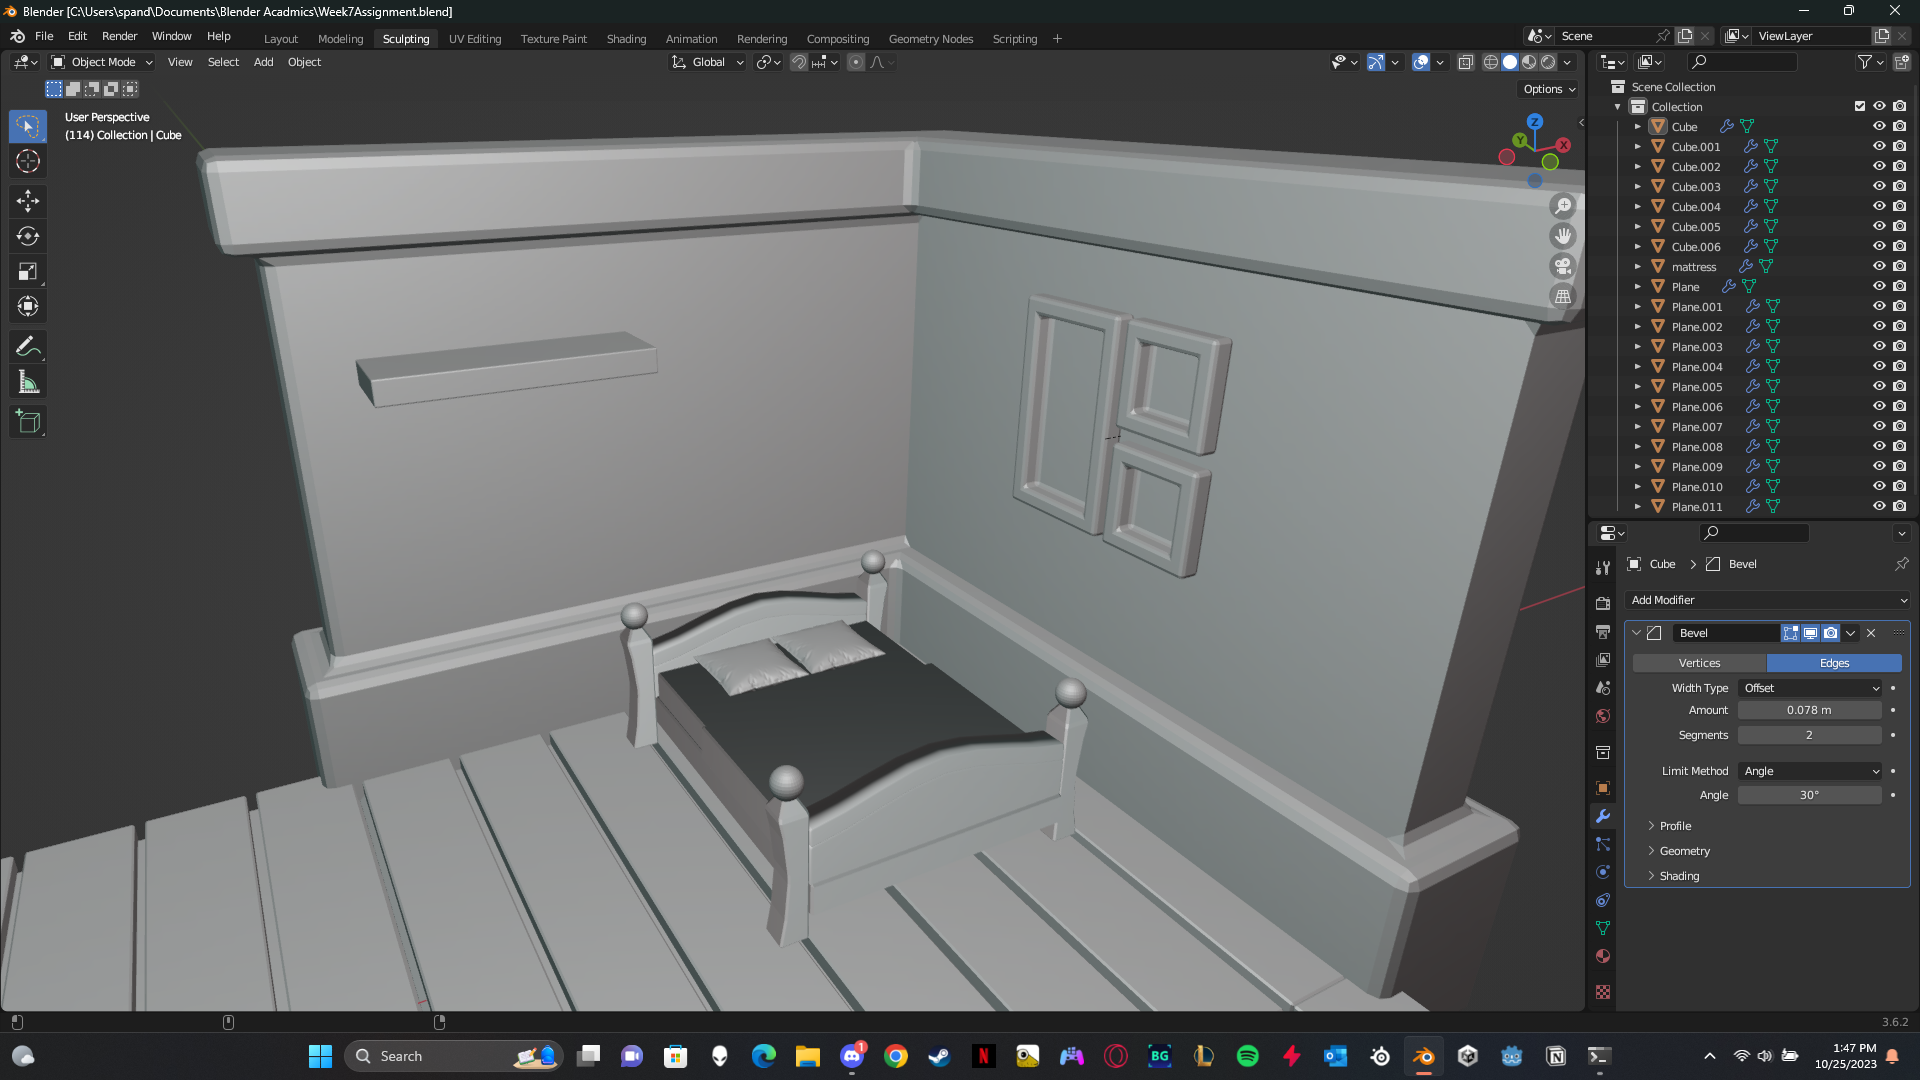 Blender [C:\Users\spand\Documents\Blender Acadmics\Week7Assignment.blend]
File Edit Render Window Help Layout Modeling Sculpting UV Editing Texture Paint Shading Animation Rendering Compositing Geometry Nodes Scripting + Scene ViewLayer
Object Mode View Select Add Object Global
Options
User Perspective
(114) Collection | Cube
Z
Y
X
Scene Collection
Collection
Cube
Cube.001
Cube.002
Cube.003
Cube.004
Cube.005
Cube.006
mattress
Plane
Plane.001
Plane.002
Plane.003
Plane.004
Plane.005
Plane.006
Plane.007
Plane.008
Plane.009
Plane.010
Plane.011
Cube > Bevel
Add Modifier
Bevel
Vertices Edges
Width Type Offset
Amount 0.078 m
Segments 2
Limit Method Angle
Angle 30°
Profile
Geometry
Shading
3.6.2
Search
1
N
BG
1:47 PM
10/25/2023